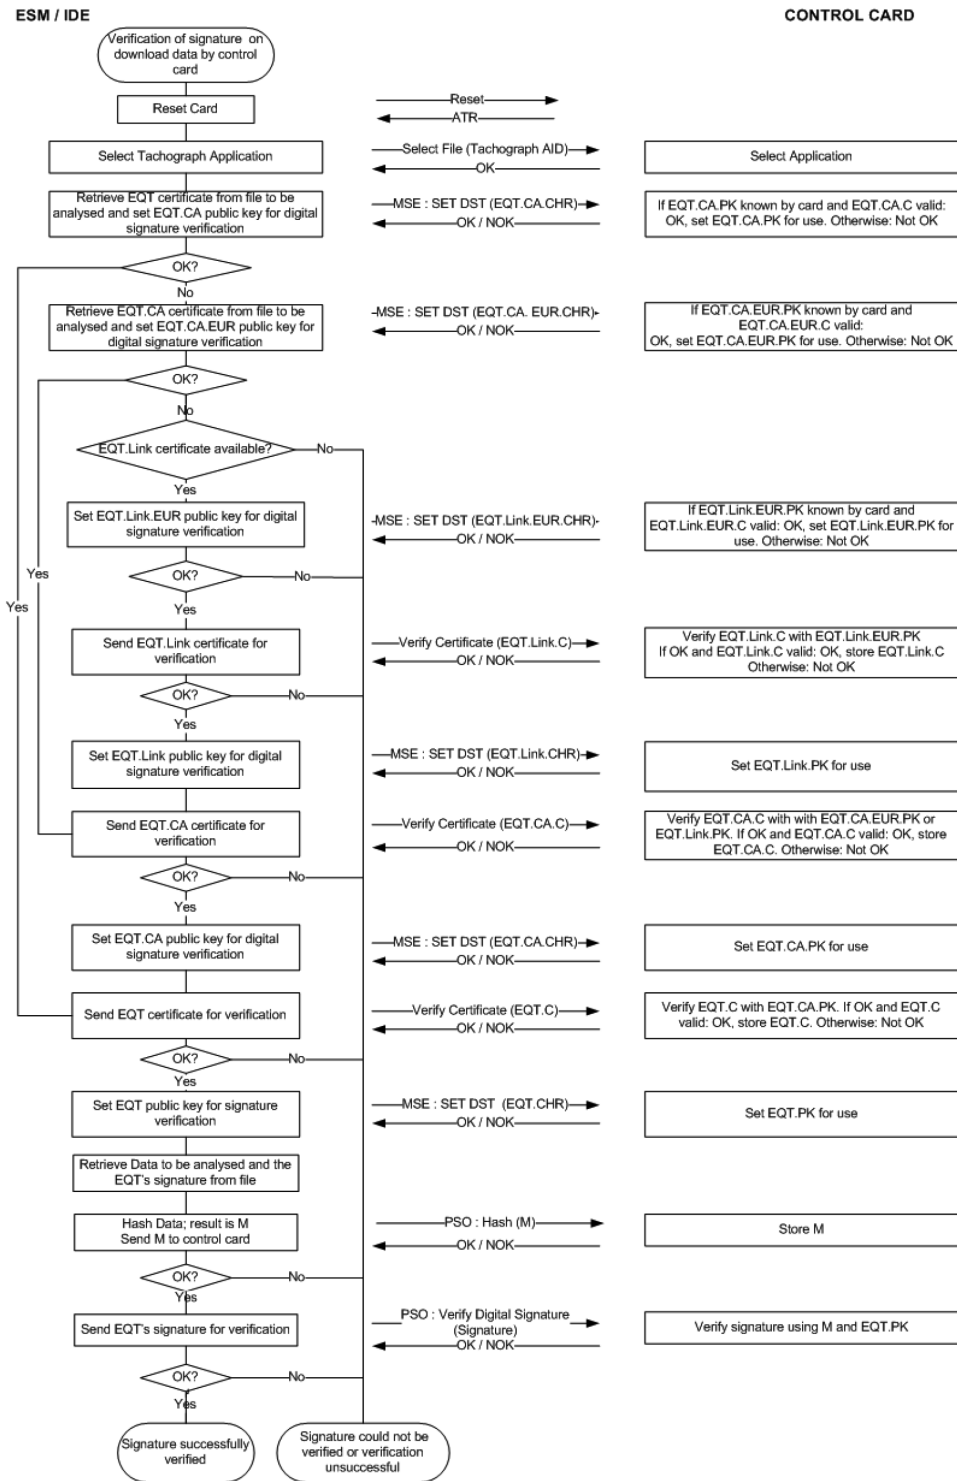 ESM / IDE
CONTROL CARD
Verification of signature on
download data by control
card
Reset Card
Reset
ATR
Select Tachograph Application
Select File (Tachograph AID)
OK
Select Application
Retrieve EQT certificate from file to be
analysed and set EQT.CA public key for digital
signature verification
MSE : SET DST (EQT.CA.CHR)
OK / NOK
If EQT.CA.PK known by card and EQT.CA.C valid:
OK, set EQT.CA.PK for use. Otherwise: Not OK
OK?
No
Retrieve EQT.CA certificate from file to be
analysed and set EQT.CA.EUR public key for
digital signature verification
MSE : SET DST (EQT.CA. EUR.CHR)
OK / NOK
If EQT.CA.EUR.PK known by card and
EQT.CA.EUR.C valid:
OK, set EQT.CA.EUR.PK for use. Otherwise: Not OK
OK?
No
EQT.Link certificate available?
No
Yes
Set EQT.Link.EUR public key for digital
signature verification
MSE : SET DST (EQT.Link.EUR.CHR)
OK / NOK
If EQT.Link.EUR.PK known by card and
EQT.Link.EUR.C valid: OK, set EQT.Link.EUR.PK for
use. Otherwise: Not OK
OK?
No
Yes
Yes
Yes
Send EQT.Link certificate for
verification
Verify Certificate (EQT.Link.C)
OK / NOK
Verify EQT.Link.C with EQT.Link.EUR.PK
If OK and EQT.Link.C valid: OK, store EQT.Link.C
Otherwise: Not OK
OK?
No
Yes
Set EQT.Link public key for digital
signature verification
MSE : SET DST (EQT.Link.CHR)
OK / NOK
Set EQT.Link.PK for use
Send EQT.CA certificate for
verification
Verify Certificate (EQT.CA.C)
OK / NOK
Verify EQT.CA.C with with EQT.CA.EUR.PK or
EQT.Link.PK. If OK and EQT.CA.C valid: OK, store
EQT.CA.C. Otherwise: Not OK
OK?
No
Yes
Set EQT.CA public key for digital
signature verification
MSE : SET DST (EQT.CA.CHR)
OK / NOK
Set EQT.CA.PK for use
Send EQT certificate for verification
Verify Certificate (EQT.C)
OK / NOK
Verify EQT.C with EQT.CA.PK. If OK and EQT.C
valid: OK, store EQT.C. Otherwise: Not OK
OK?
No
Yes
Set EQT public key for signature
verification
MSE : SET DST (EQT.CHR)
OK / NOK
Set EQT.PK for use
Retrieve Data to be analysed and the
EQT's signature from file
Hash Data; result is M
Send M to control card
PSO : Hash (M)
OK / NOK
Store M
OK?
No
Yes
Send EQT's signature for verification
PSO : Verify Digital Signature
(Signature)
OK / NOK
Verify signature using M and EQT.PK
OK?
No
Yes
Signature successfully
verified
Signature could not be
verified or verification
unsuccessful